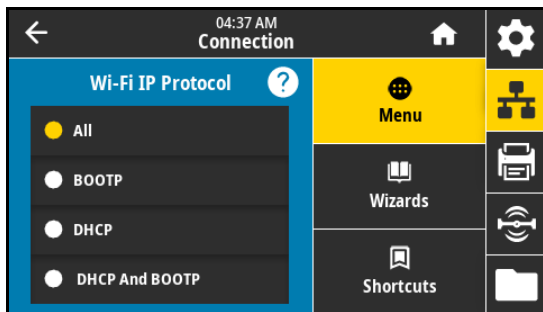 04:37 AM
Connection
Wi-Fi IP Protocol ?
All
BOOTP
DHCP
DHCP And BOOTP
Menu
Wizards
Shortcuts